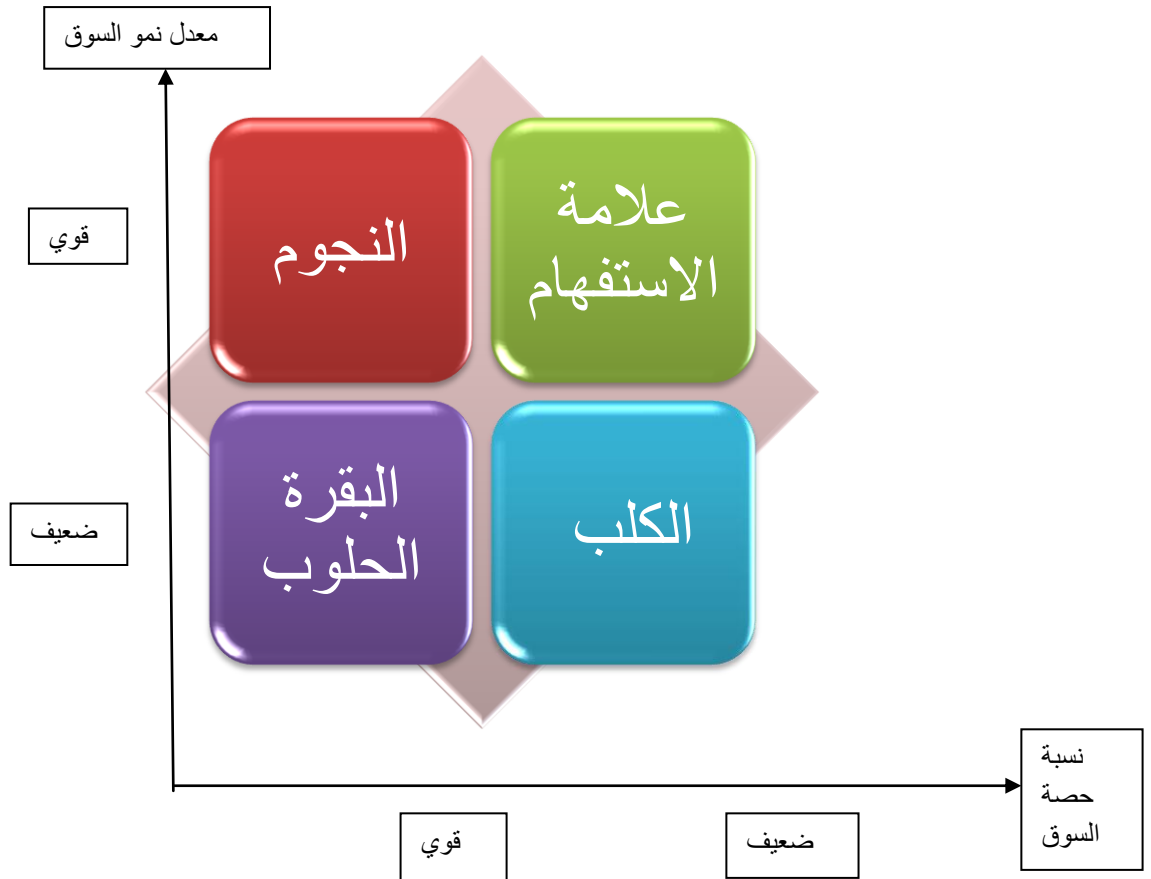 معدل نمو السوق
النجوم
علامة
الاستفهام
قوي
البقرة
الحلوب
الكلب
ضعيف
نسبة
حصة
السوق
قوي
ضعيف